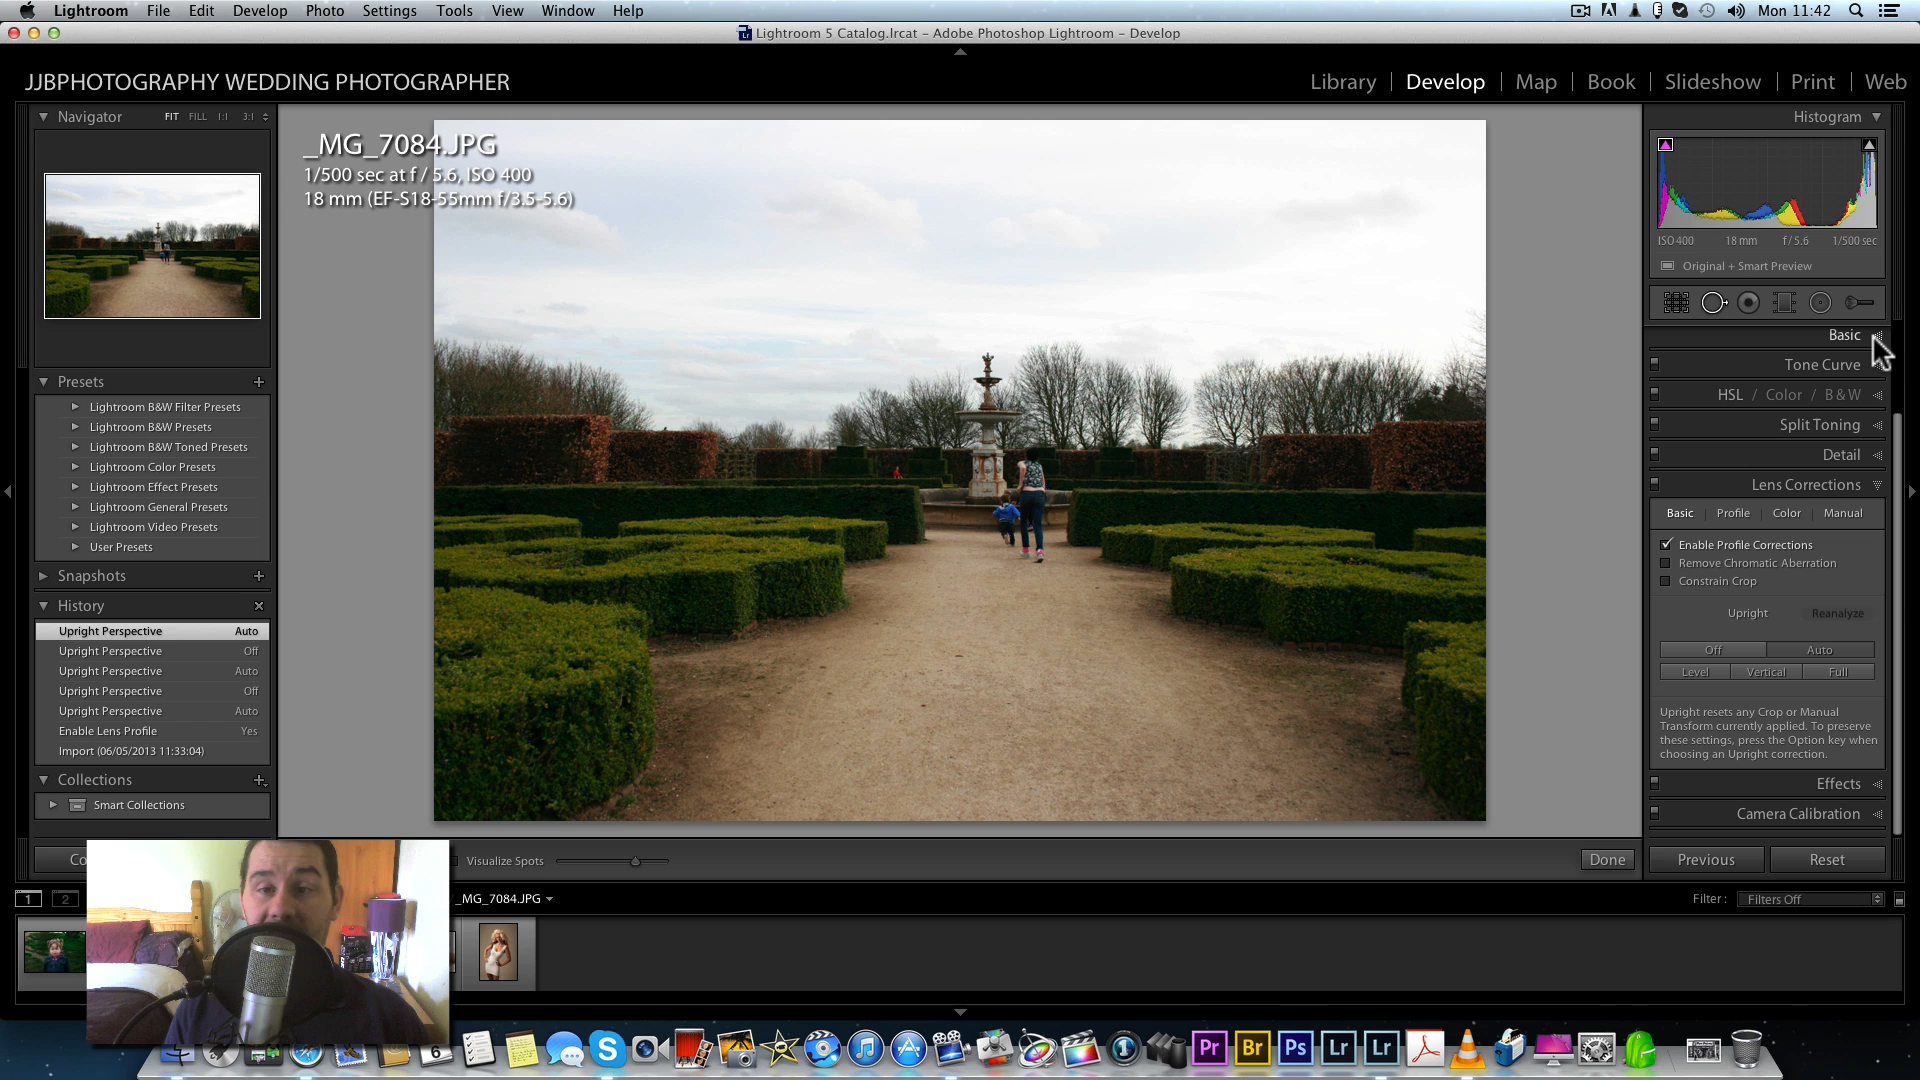 Lightroom File Edit Develop Photo Settings Tools View Window Help Mon 11:42
Lightroom 5 Catalog.lrcat – Adobe Photoshop Lightroom – Develop
JJBPHOTOGRAPHY WEDDING PHOTOGRAPHER
Library | Develop | Map | Book | Slideshow | Print | Web
Navigator FIT FILL 1:1 3:1
Presets
Lightroom B&W Filter Presets
Lightroom B&W Presets
Lightroom B&W Toned Presets
Lightroom Color Presets
Lightroom Effect Presets
Lightroom General Presets
Lightroom Video Presets
User Presets
Snapshots
History
Upright Perspective Auto
Upright Perspective Off
Upright Perspective Auto
Upright Perspective Off
Upright Perspective Auto
Enable Lens Profile Yes
Import (06/05/2013 11:33:04)
Collections
Smart Collections
Co
_MG_7084.JPG
1/500 sec at f / 5.6, ISO 400
18 mm (EF-S18-55mm f/3.5-5.6)
Histogram
ISO 400 18 mm f / 5.6 1/500 sec
Original + Smart Preview
Basic
Tone Curve
HSL / Color / B & W
Split Toning
Detail
Lens Corrections
Basic | Profile | Color | Manual
Enable Profile Corrections
Remove Chromatic Aberration
Constrain Crop
Upright Reanalyze
Off Auto
Level Vertical Full
Upright resets any Crop or Manual
Transform currently applied. To preserve
these settings, press the Option key when
choosing an Upright correction.
Effects
Camera Calibration
Previous Reset
Visualize Spots Done
1 2 _MG_7084.JPG Filter : Filters Off
6 S 1 Pr Br Ps Lr Lr